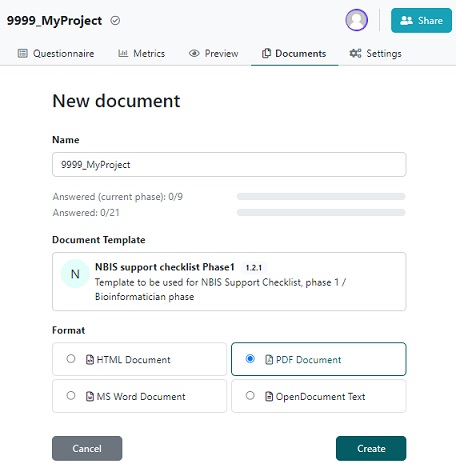 9999_MyProject
Share
Questionnaire Metrics Preview Documents Settings
New document
Name
9999_MyProject
Answered (current phase): 0/9
Answered: 0/21
Document Template
N
NBIS support checklist Phase1 1.2.1
Template to be used for NBIS Support Checklist, phase 1 /
Bioinformatician phase
Format
HTML Document
PDF Document
MS Word Document
OpenDocument Text
Cancel
Create